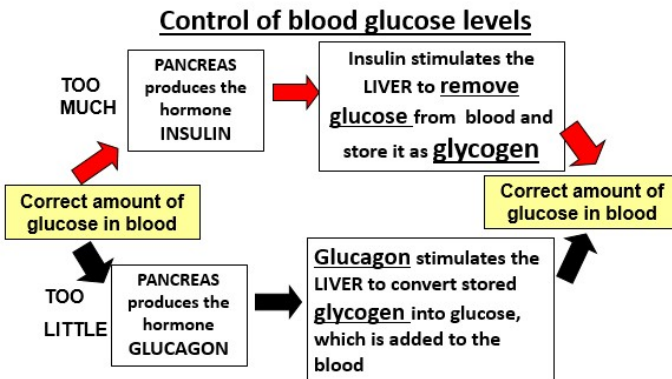 Control of blood glucose levels
TOO
MUCH
PANCREAS
produces the
hormone
INSULIN
Insulin stimulates the
LIVER to remove
glucose from blood and
store it as glycogen
Correct amount of
glucose in blood
Correct amount of
glucose in blood
TOO
LITTLE
PANCREAS
produces the
hormone
GLUCAGON
Glucagon stimulates the
LIVER to convert stored
glycogen into glucose,
which is added to the
blood